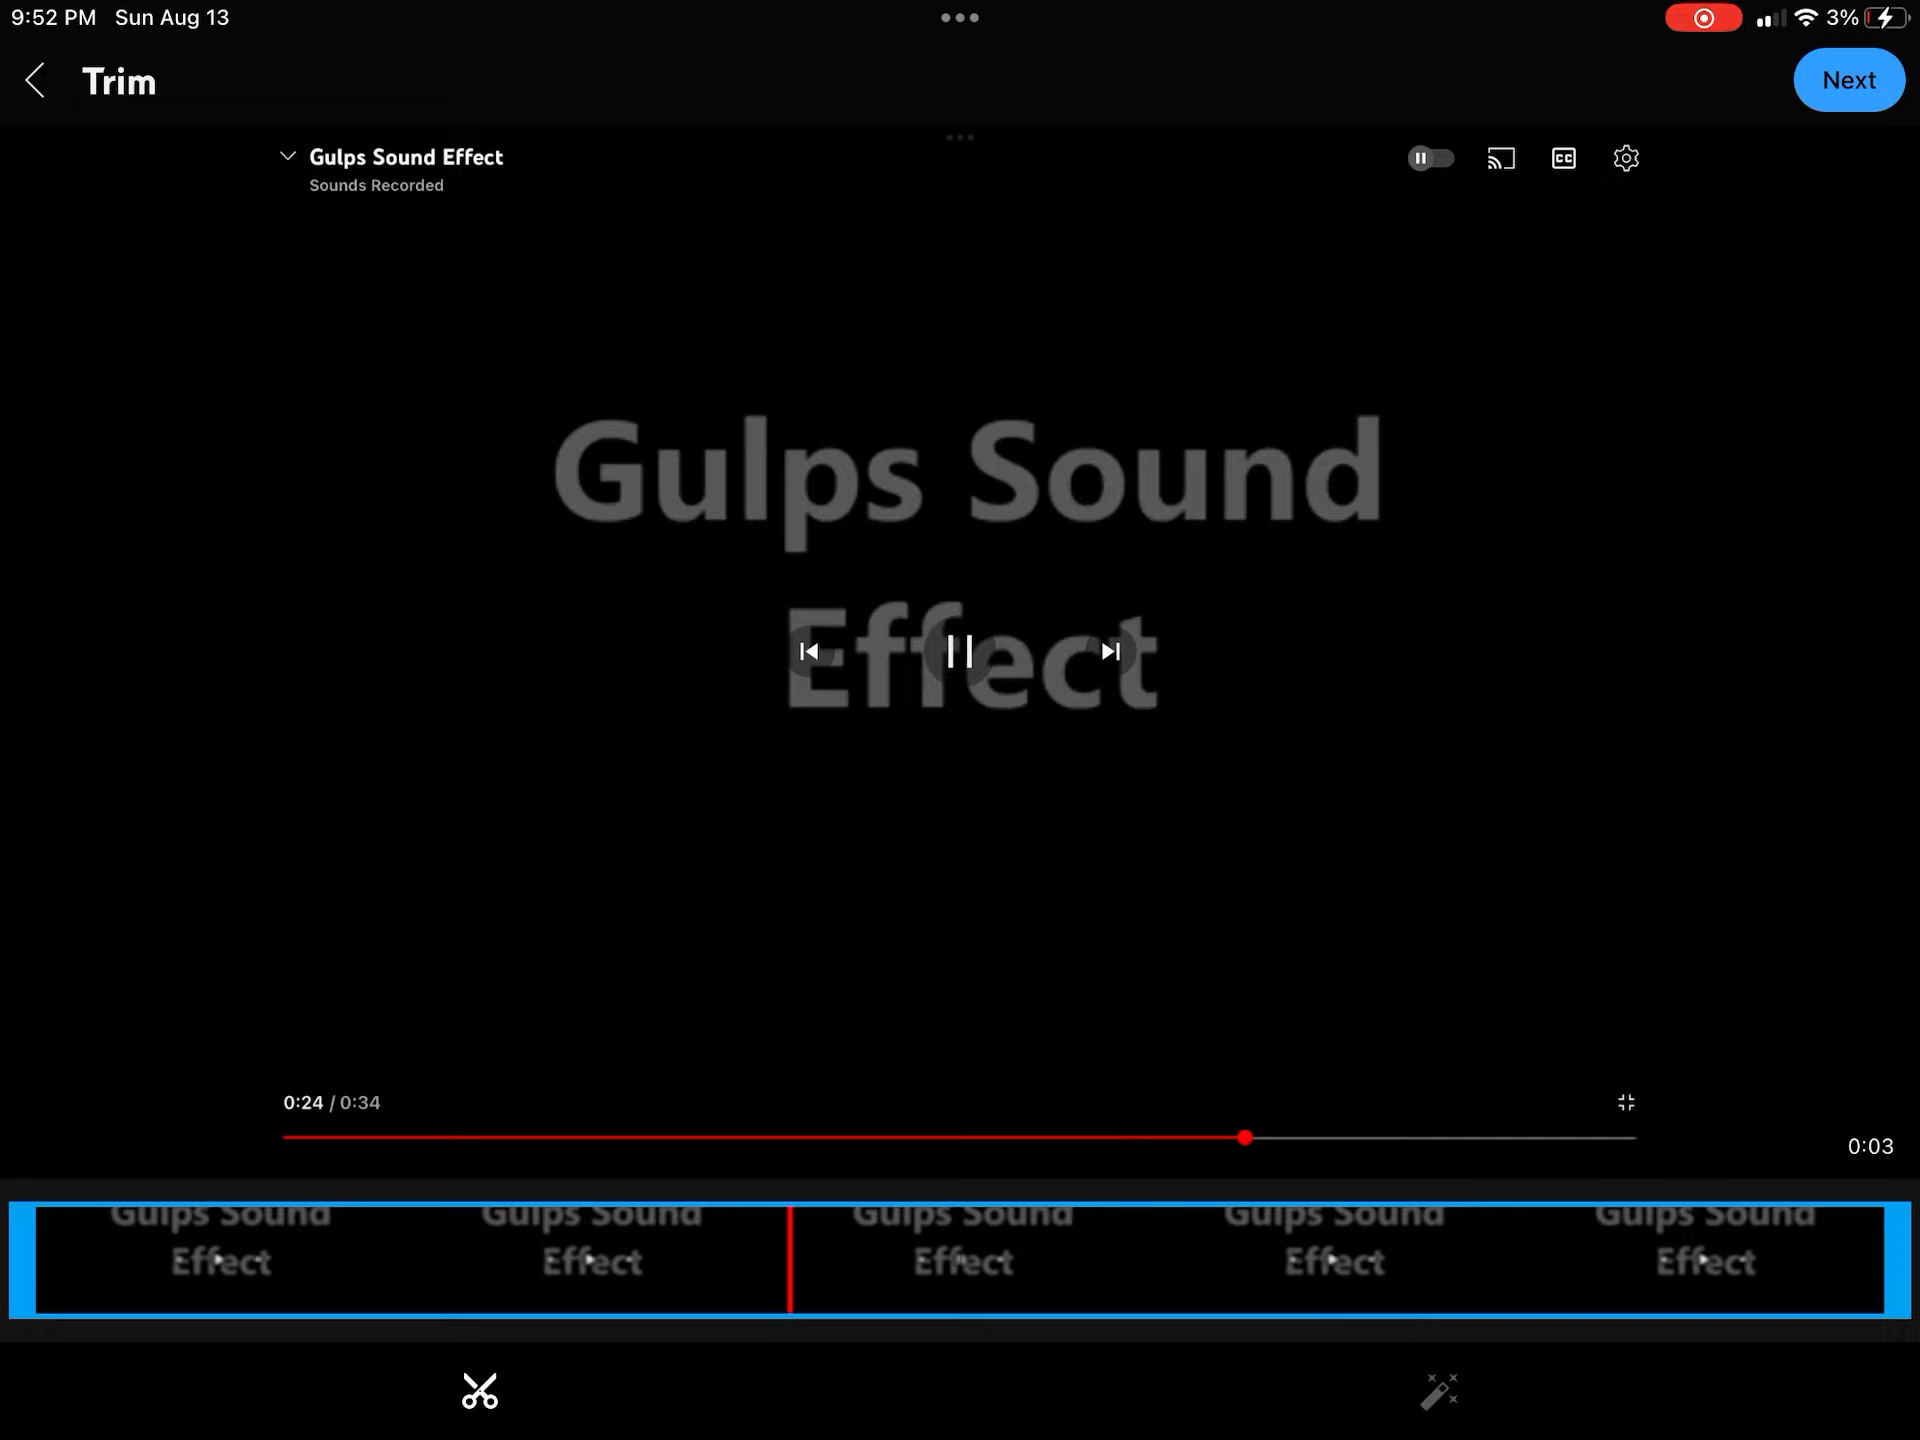 9:52 PM Sun Aug 13
3%
Trim
Next
Gulps Sound Effect
Sounds Recorded
CC
Gulps Sound
Effect
0:24 / 0:34
0:03
Gulps Sound Gulps Sound Gulps Sound Gulps Sound Gulps Sound
Effect Effect Effect Effect Effect